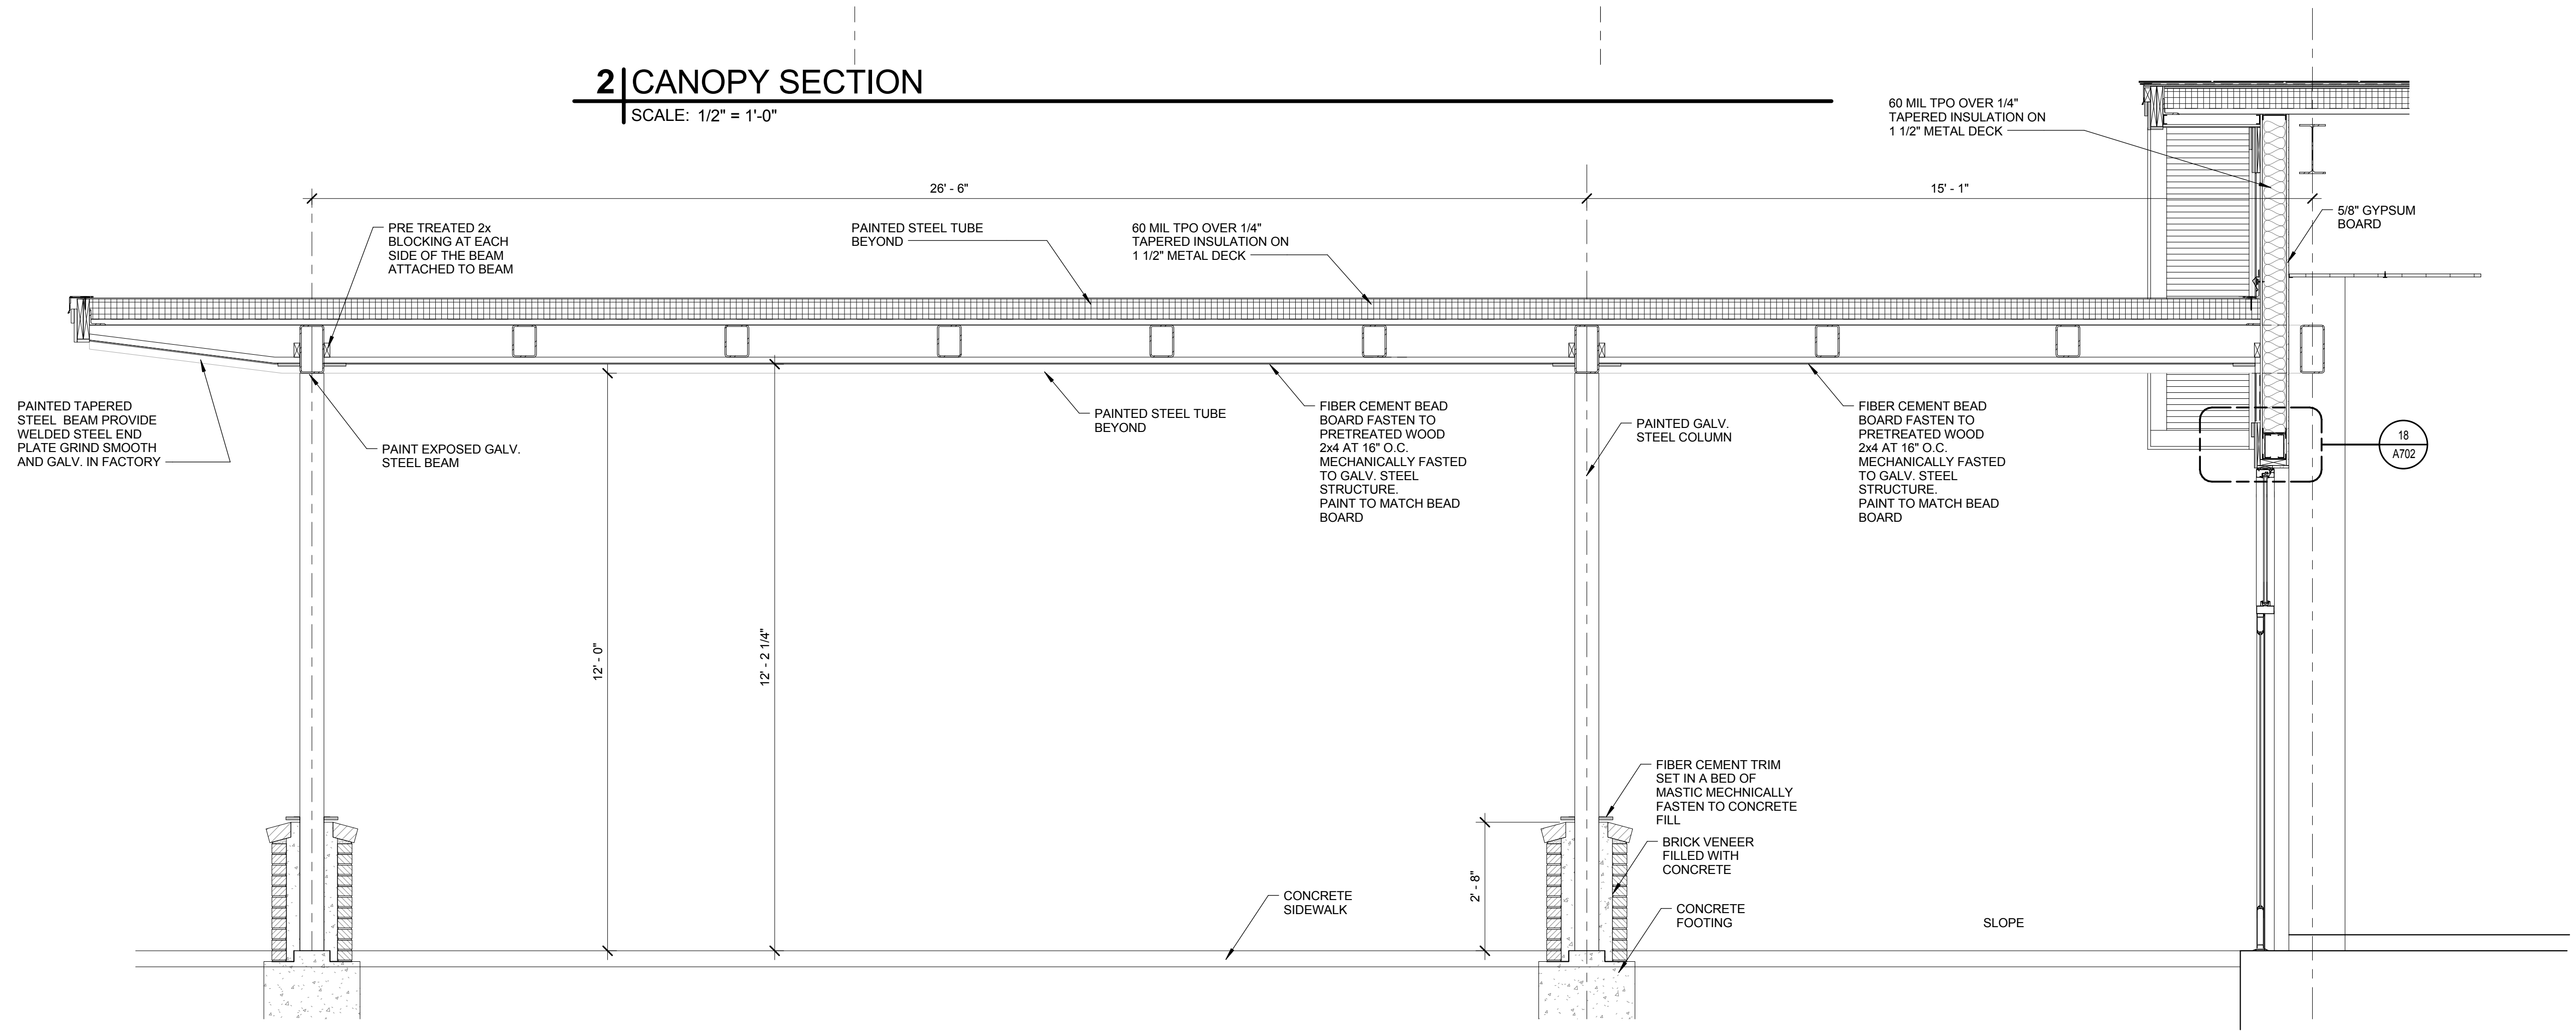 2 CANOPY SECTION
SCALE: 1/2" = 1'-0"
60 MIL TPO OVER 1/4"
TAPERED INSULATION ON
1 1/2" METAL DECK
26' - 6"
15' - 1"
5/8" GYPSUM
BOARD
PRE TREATED 2x
BLOCKING AT EACH
SIDE OF THE BEAM
ATTACHED TO BEAM
PAINTED STEEL TUBE
BEYOND
60 MIL TPO OVER 1/4"
TAPERED INSULATION ON
1 1/2" METAL DECK
PAINTED TAPERED
STEEL BEAM PROVIDE
WELDED STEEL END
PLATE GRIND SMOOTH
AND GALV. IN FACTORY
PAINT EXPOSED GALV.
STEEL BEAM
PAINTED STEEL TUBE
BEYOND
FIBER CEMENT BEAD
BOARD FASTEN TO
PRETREATED WOOD
2x4 AT 16" O.C.
MECHANICALLY FASTED
TO GALV. STEEL
STRUCTURE.
PAINT TO MATCH BEAD
BOARD
PAINTED GALV.
STEEL COLUMN
FIBER CEMENT BEAD
BOARD FASTEN TO
PRETREATED WOOD
2x4 AT 16" O.C.
MECHANICALLY FASTED
TO GALV. STEEL
STRUCTURE.
PAINT TO MATCH BEAD
BOARD
18
A702
12' - 0"
12' - 2 1/4"
FIBER CEMENT TRIM
SET IN A BED OF
MASTIC MECHNICALLY
FASTEN TO CONCRETE
FILL
BRICK VENEER
FILLED WITH
CONCRETE
2' - 8"
CONCRETE
SIDEWALK
CONCRETE
FOOTING
SLOPE